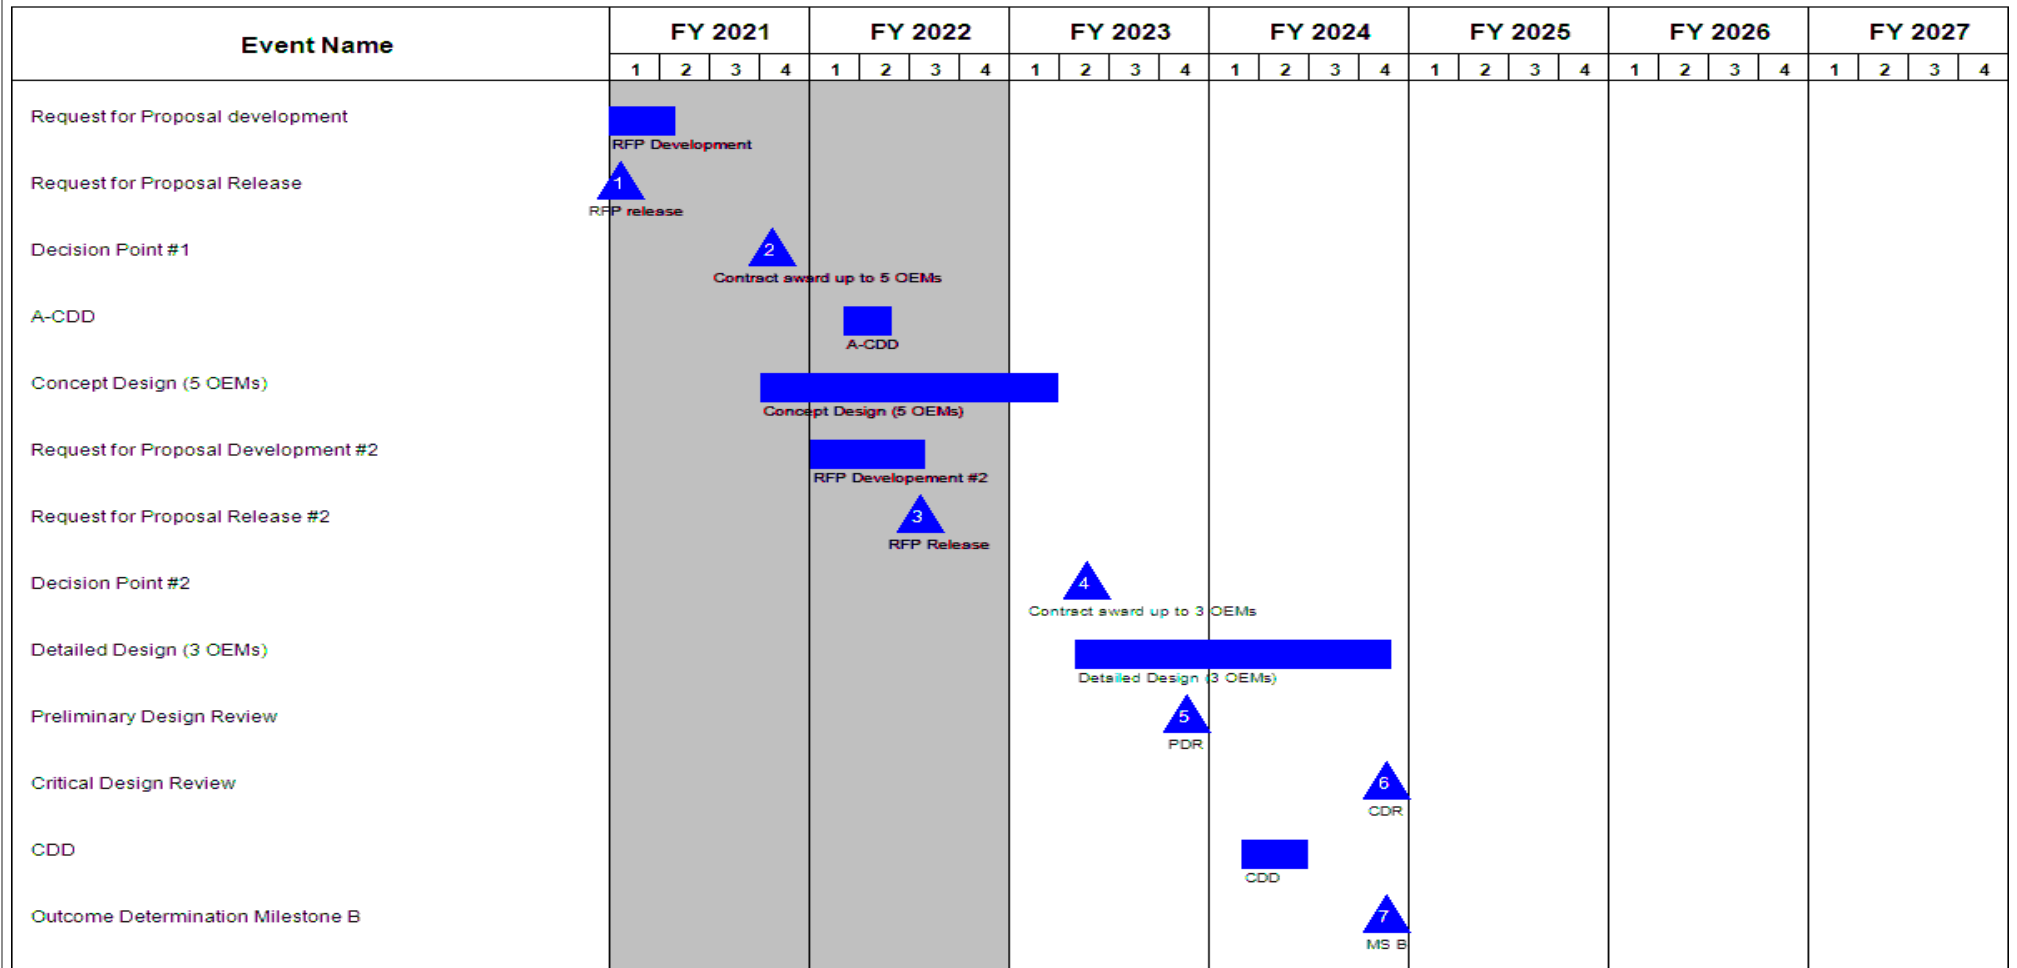 Event Name FY 2021 FY 2022 FY 2023 FY 2024 FY 2025 FY 2026 FY 2027
1 2 3 4 1 2 3 4 1 2 3 4 1 2 3 4 1 2 3 4 1 2 3 4 1 2 3 4
Request for Proposal development
RFP Development
Request for Proposal Release 1
RFP release
Decision Point #1 2
Contract award up to 5 OEMs
A-CDD
A-CDD
Concept Design (5 OEMs)
Concept Design (5 OEMs)
Request for Proposal Development #2
RFP Developement #2
Request for Proposal Release #2 3
RFP Release
Decision Point #2 4
Contract award up to 3 OEMs
Detailed Design (3 OEMs)
Detailed Design (3 OEMs)
Preliminary Design Review 5
PDR
Critical Design Review 6
CDR
CDD
CDD
Outcome Determination Milestone B 7
MS B